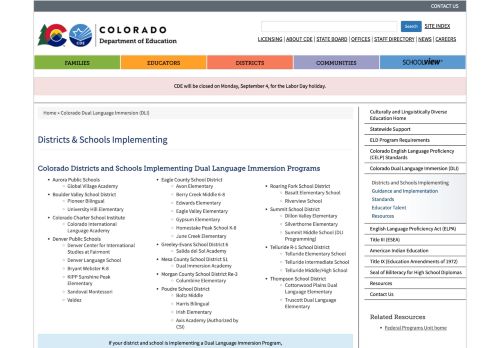 CONTACT US
COLORADO
Department of Education
CDE
Search
SITE INDEX
LICENSING | ABOUT CDE | STATE BOARD | OFFICES | STAFF DIRECTORY | NEWS | CAREERS
FAMILIES
EDUCATORS
DISTRICTS
COMMUNITIES
SCHOOLVIEW
CDE will be closed on Monday, September 4, for the Labor Day holiday.
Home » Colorado Dual Language Immersion (DLI)
Districts & Schools Implementing
Colorado Districts and Schools Implementing Dual Language Immersion Programs
Aurora Public Schools
Global Village Academy
Boulder Valley School District
Pioneer Bilingual
University Hill Elementary
Colorado Charter School Institute
Colorado International
Language Academy
Denver Public Schools
Denver Center for International
Studies at Fairmont
Denver Language School
Bryant Webster K-8
KIPP Sunshine Peak
Elementary
Sandoval Montessori
Valdez
Eagle County School District
Avon Elementary
Berry Creek Middle K-8
Edwards Elementary
Eagle Valley Elementary
Gypsum Elementary
Homestake Peak School K-8
June Creek Elementary
Greeley-Evans School District 6
Salida del Sol Academy
Mesa County School District 51
Dual Immersion Academy
Morgan County School District Re-3
Columbine Elementary
Poudre School District
Boltz Middle
Harris Bilingual
Irish Elementary
Axis Academy (Authorized by
CSI)
Roaring Fork School District
Basalt Elementary School
Riverview School
Summit School District
Dillon Valley Elementary
Silverthorne Elementary
Summit Middle School (DLI
Programming)
Telluride R-1 School District
Telluride Elementary School
Telluride Intermediate School
Telluride Middle/High School
Thompson School District
Cottonwood Plains Dual
Language Elementary
Truscott Dual Language
Elementary
If your district and school is implementing a Dual Language Immersion Program,
Culturally and Linguistically Diverse
Education Home
Statewide Support
ELD Program Requirements
Colorado English Language Proficiency
(CELP) Standards
Colorado Dual Language Immersion (DLI)
Districts and Schools Implementing
Guidance and Implementation
Standards
Educator Talent
Resources
English Language Proficiency Act (ELPA)
Title III (ESEA)
American Indian Education
Title IX (Education Amendments of 1972)
Seal of Biliteracy for High School Diplomas
Resources
Contact Us
Related Resources
Federal Programs Unit home